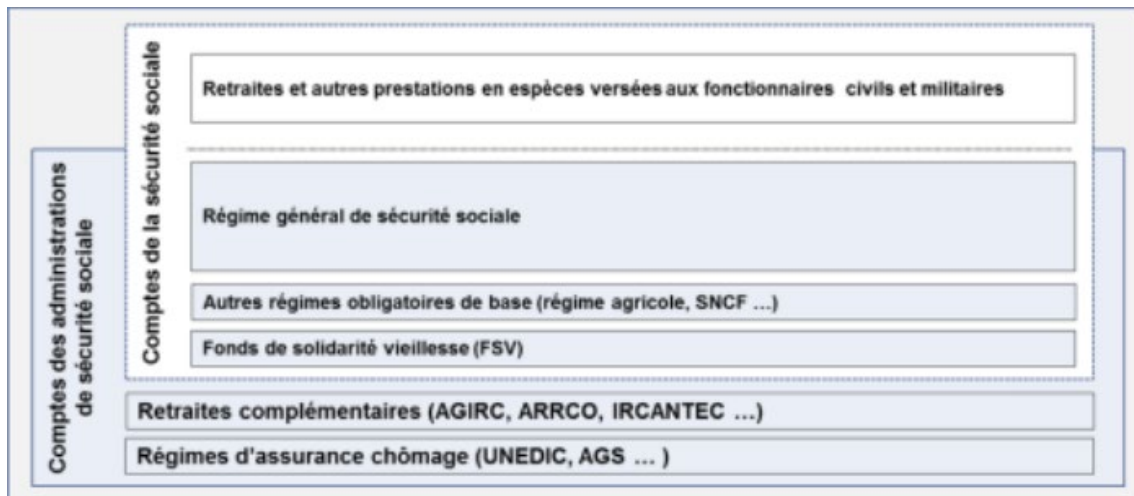 Comptes des administrations
de sécurité sociale
Comptes de la sécurité sociale
Retraites et autres prestations en espèces versées aux fonctionnaires civils et militaires
Régime général de sécurité sociale
Autres régimes obligatoires de base (régime agricole, SNCF ...)
Fonds de solidarité vieillesse (FSV)
Retraites complémentaires (AGIRC, ARRCO, IRCANTEC ...)
Régimes d'assurance chômage (UNEDIC, AGS ... )